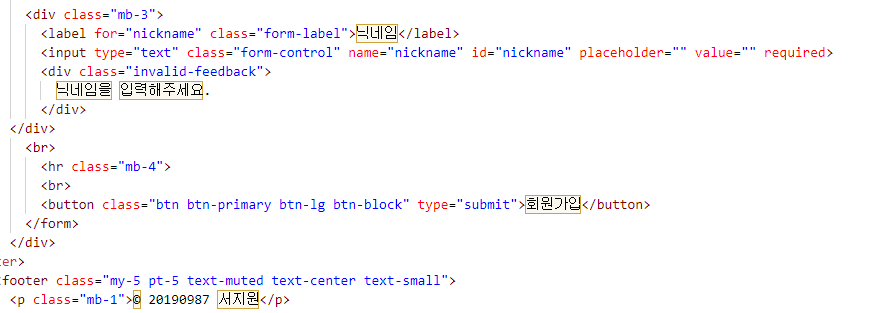 <div class="mb-3">
<label for="nickname" class="form-label">닉네임</label>
<input type="text" class="form-control" name="nickname" id="nickname" placeholder="" value="" required>
<div class="invalid-feedback">
닉네임을 입력해주세요.
</div>
</div>
<br>
<hr class="mb-4">
<br>
<button class="btn btn-primary btn-lg btn-block" type="submit">회원가입</button>
</form>
</div>
ter>
footer class="my-5 pt-5 text-muted text-center text-small">
<p class="mb-1">© 20190987 서지원</p>